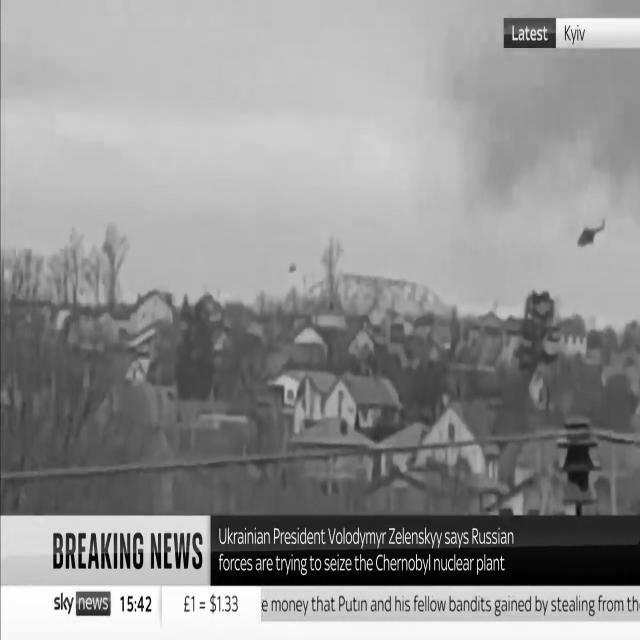 Latest Kyiv
BREAKING NEWS
Ukrainian President Volodymyr Zelenskyy says Russian
forces are trying to seize the Chernobyl nuclear plant
sky news 15:42 £1 = $1.33 e money that Putin and his fellow bandits gained by stealing from th